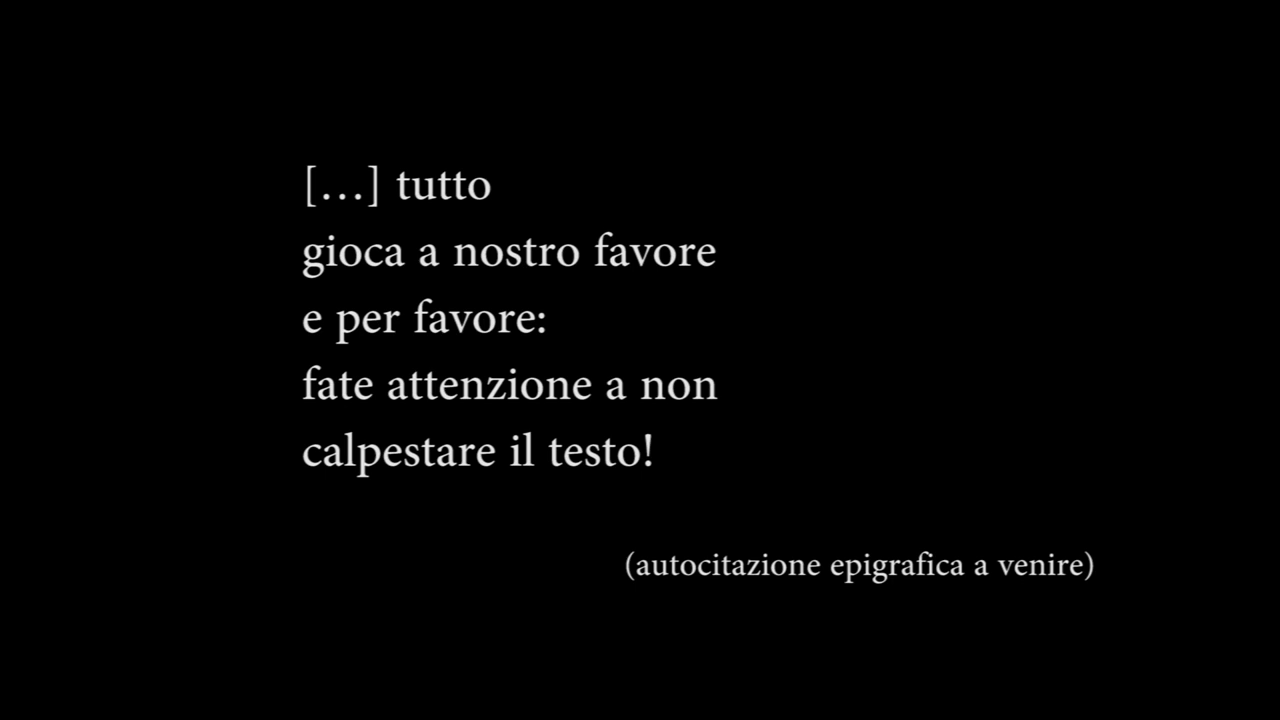 […] tutto
gioca a nostro favore
e per favore:
fate attenzione a non
calpestare il testo!
(autocitazione epigrafica a venire)